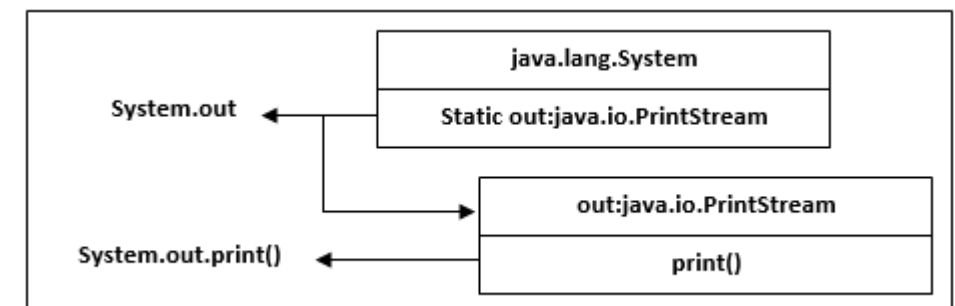 java.lang.System
System.out
Static out:java.io.PrintStream
out:java.io.PrintStream
System.out.print()
print()